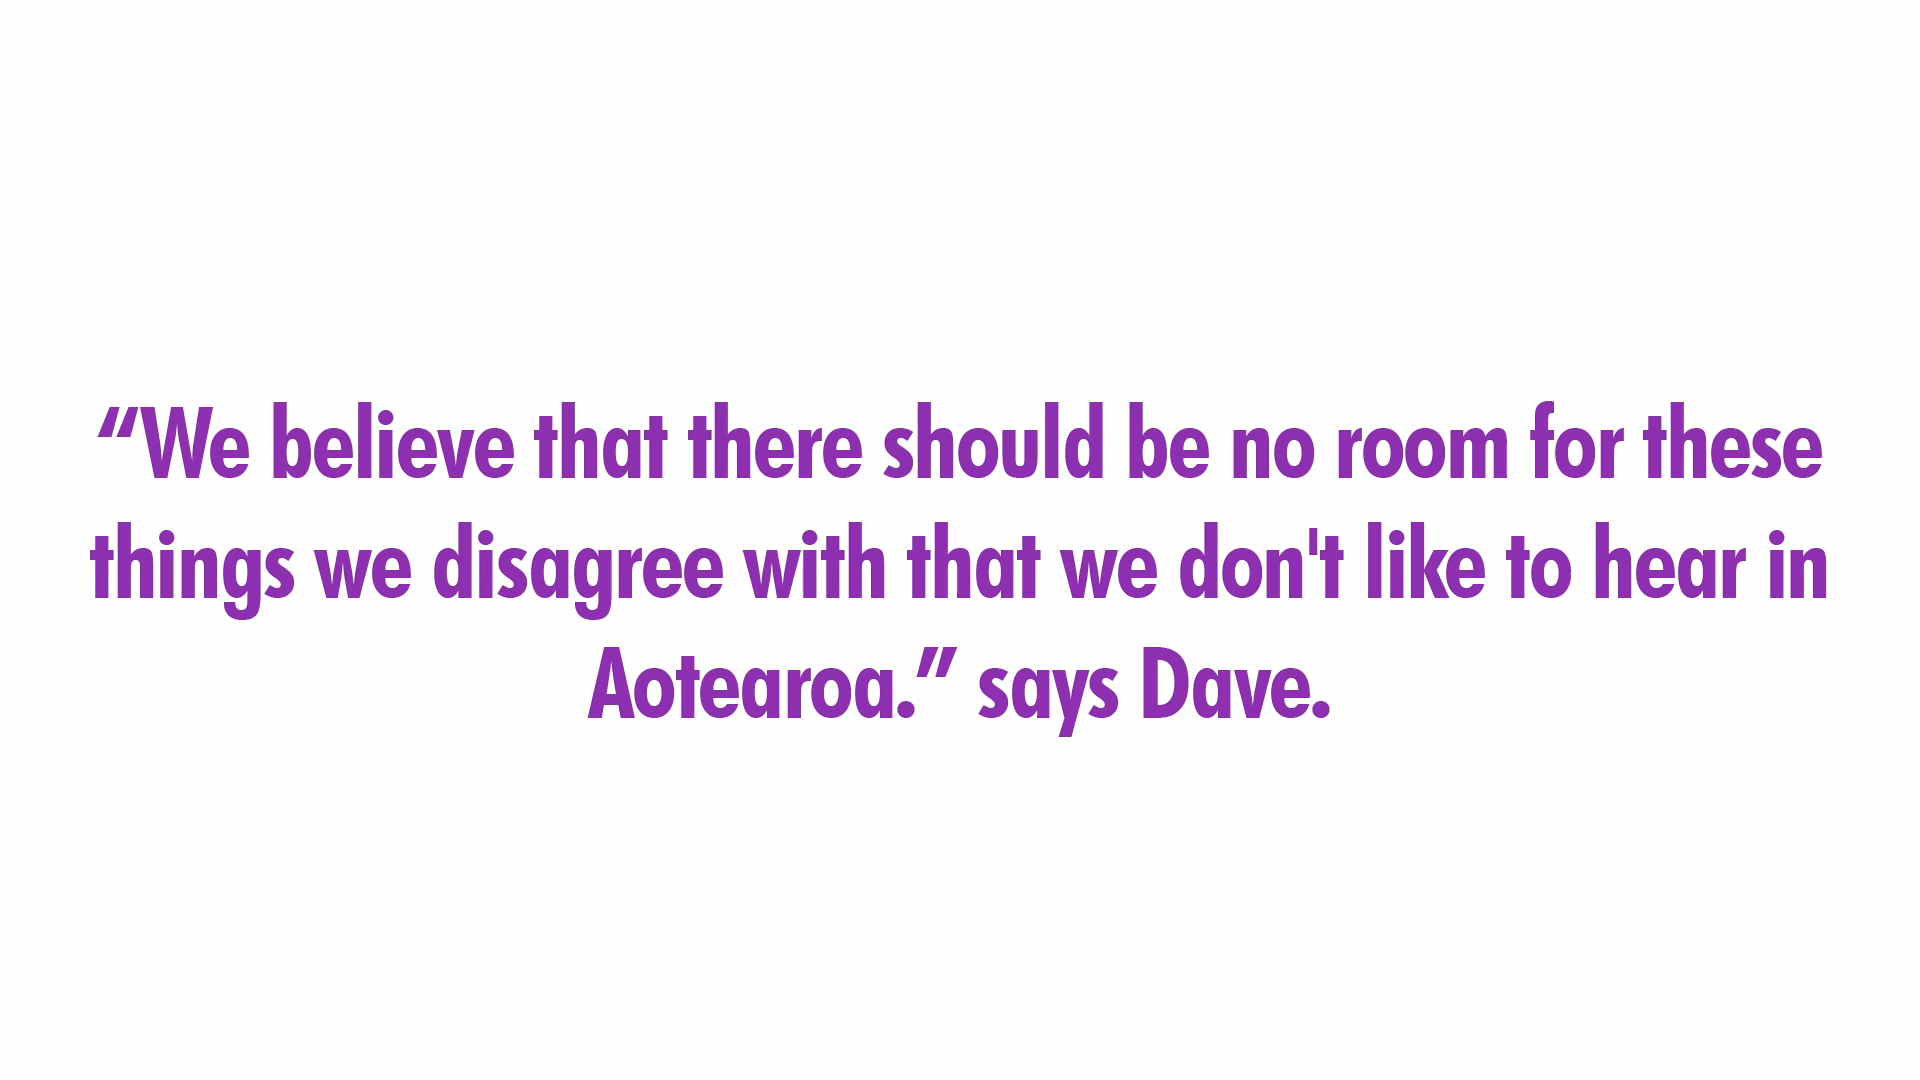 “We believe that there should be no room for these
things we disagree with that we don't like to hear in
Aotearoa.” says Dave.